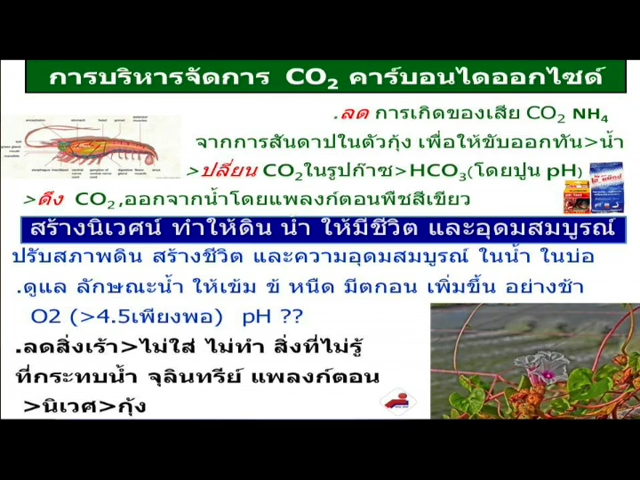 การบริหารจัดการ CO2 คาร์บอนไดออกไซด์
.ลด การเกิดของเสีย CO2 NH4
จากการสันดาปในตัวกุ้ง เพื่อให้ขับออกทัน>น้ำ
>ปลี่ยน CO2ในรูปก๊าซ>HCO3(โดยปูน pH)
>ดึง CO2,ออกจากน้ำโดยแพลงก์ตอนพืชสีเขียว
สร้างนิเวศน์ ทำให้ดิน น้ำ ให้มีชีวิต และอุดมสมบูรณ์
ปรับสภาพดิน สร้างชีวิต และความอุดมสมบูรณ์ ในน้ำ ในบ่อ
.ดูแล ลักษณะน้ำ ให้เข้ม ข้ หนืด มีตกอน เพิ่มขึ้น อย่างช้า
O2 (>4.5เพียงพอ) pH ??
.ลดสิ่งเร้า>ไม่ใส่ ไม่ทำ สิ่งที่ไม่รู้
ที่กระทบน้ำ จุลินทรีย์ แพลงก์ตอน
>นิเวศ>กุ้ง